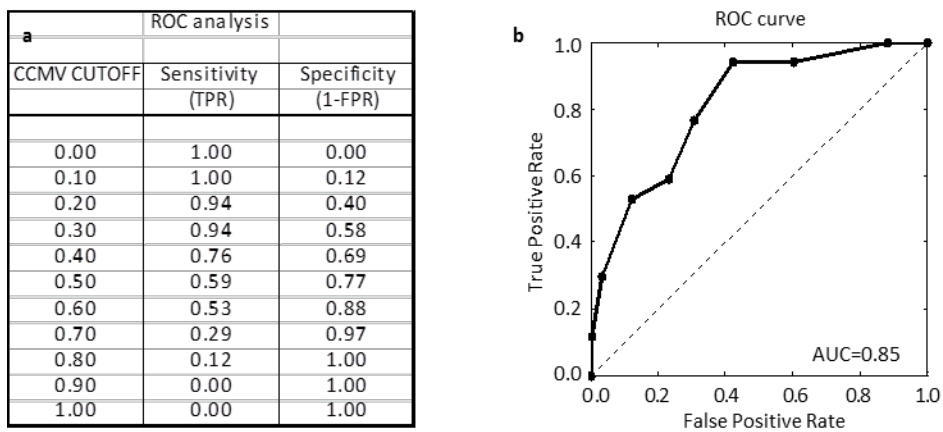 a
ROC analysis
CCMV CUTOFF Sensitivity Specificity
(TPR) (1-FPR)
0.00 1.00 0.00
0.10 1.00 0.12
0.20 0.94 0.40
0.30 0.94 0.58
0.40 0.76 0.69
0.50 0.59 0.77
0.60 0.53 0.88
0.70 0.29 0.97
0.80 0.12 1.00
0.90 0.00 1.00
1.00 0.00 1.00
b
ROC curve
True Positive Rate
1.0
0.8
0.6
0.4
0.2
0.0
0.0 0.2 0.4 0.6 0.8 1.0
False Positive Rate
AUC=0.85